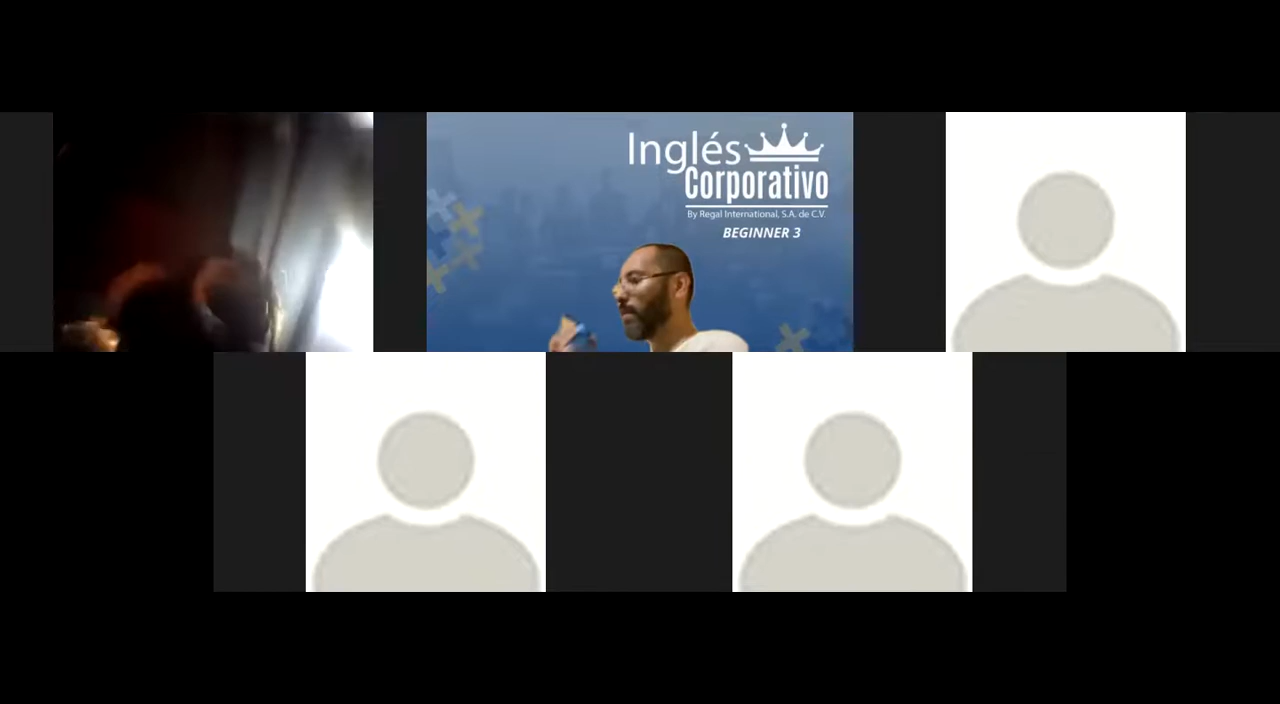 Inglés
Corporativo
By Regal International, S.A. de C.V.
BEGINNER 3